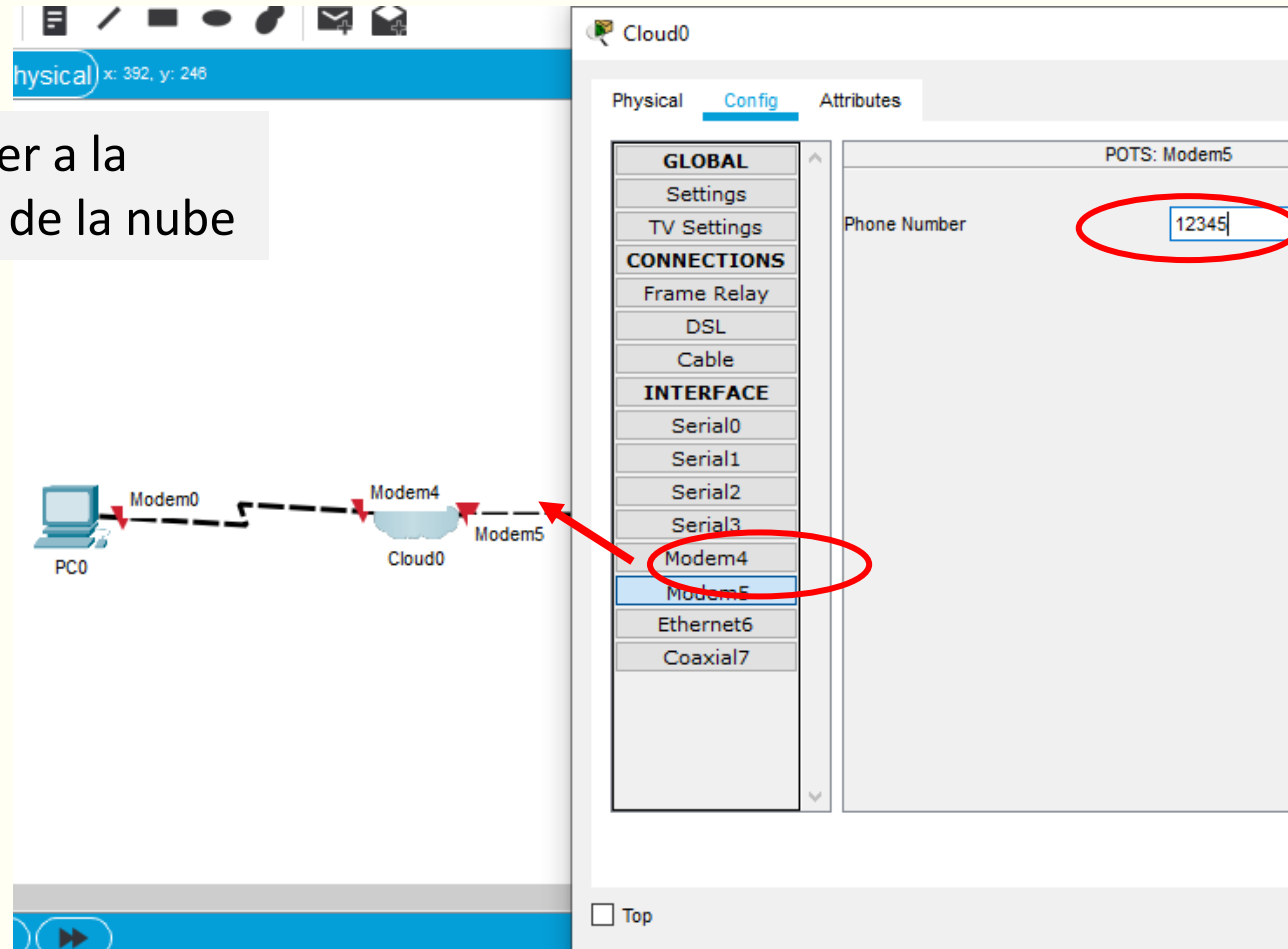 hysical x: 392, y: 246
er a la
de la nube
Modem0
Modem4
Modem5
PC0
Cloud0
Cloud0
Physical Config Attributes
GLOBAL
Settings
TV Settings
CONNECTIONS
Frame Relay
DSL
Cable
INTERFACE
Serial0
Serial1
Serial2
Serial3
Modem4
Modem5
Ethernet6
Coaxial7
POTS: Modem5
Phone Number 12345
Top